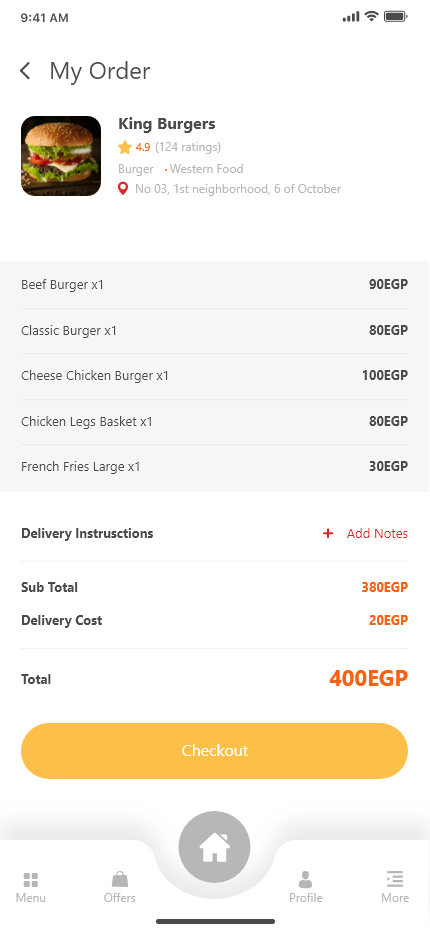 9:41 AM
My Order
King Burgers
4.9 (124 ratings)
Burger · Western Food
No 03, 1st neighborhood, 6 of October
Beef Burger x1 90EGP
Classic Burger x1 80EGP
Cheese Chicken Burger x1 100EGP
Chicken Legs Basket x1 80EGP
French Fries Large x1 30EGP
Delivery Instrusctions + Add Notes
Sub Total 380EGP
Delivery Cost 20EGP
Total 400EGP
Checkout
Menu Offers Profile More